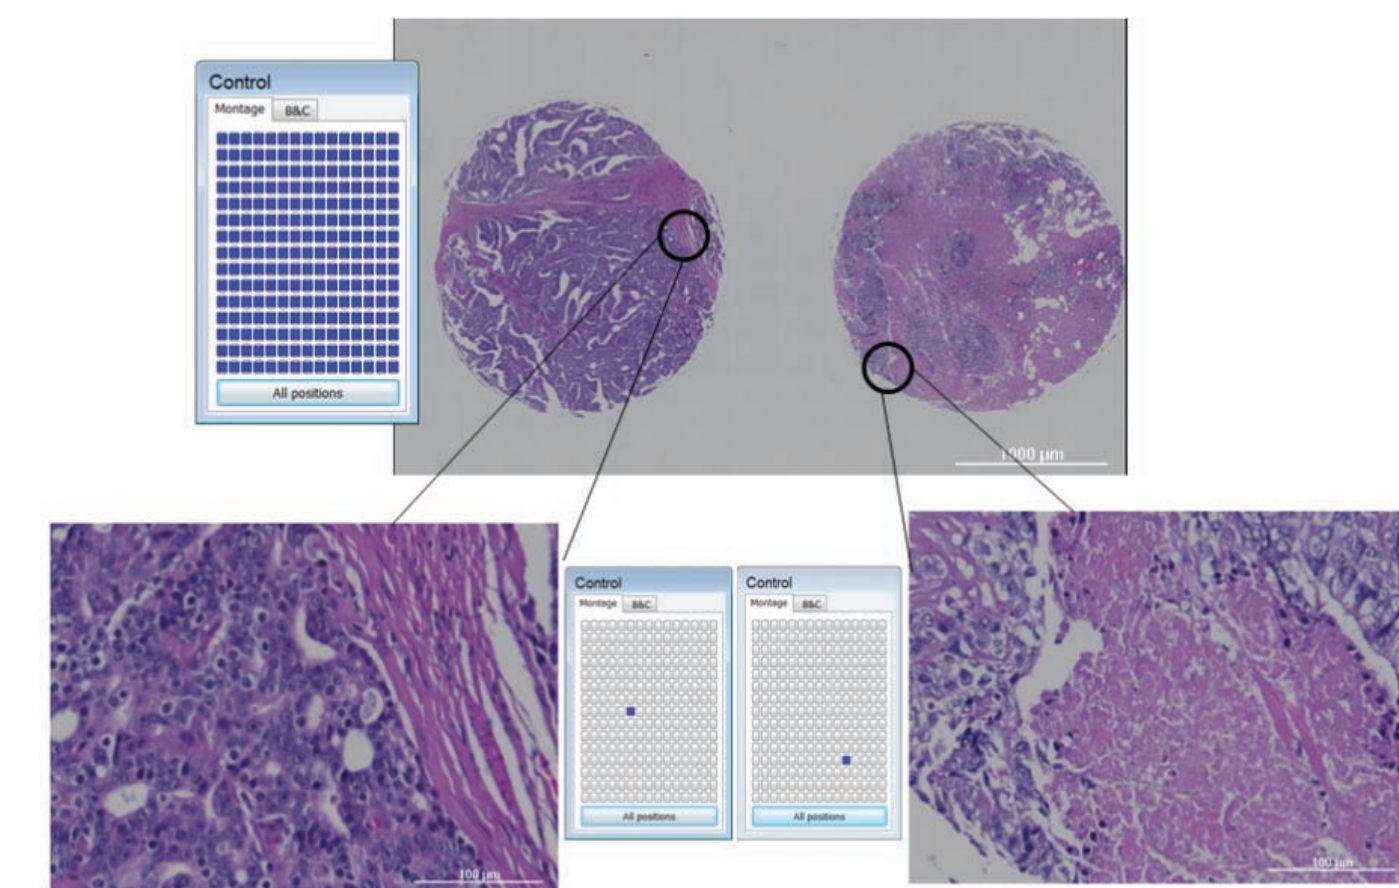 Control
Montage B&C
All positions
1000 µm
Control
Montage B&C
All positions
Control
Montage B&C
All positions
100 µm
100 µm